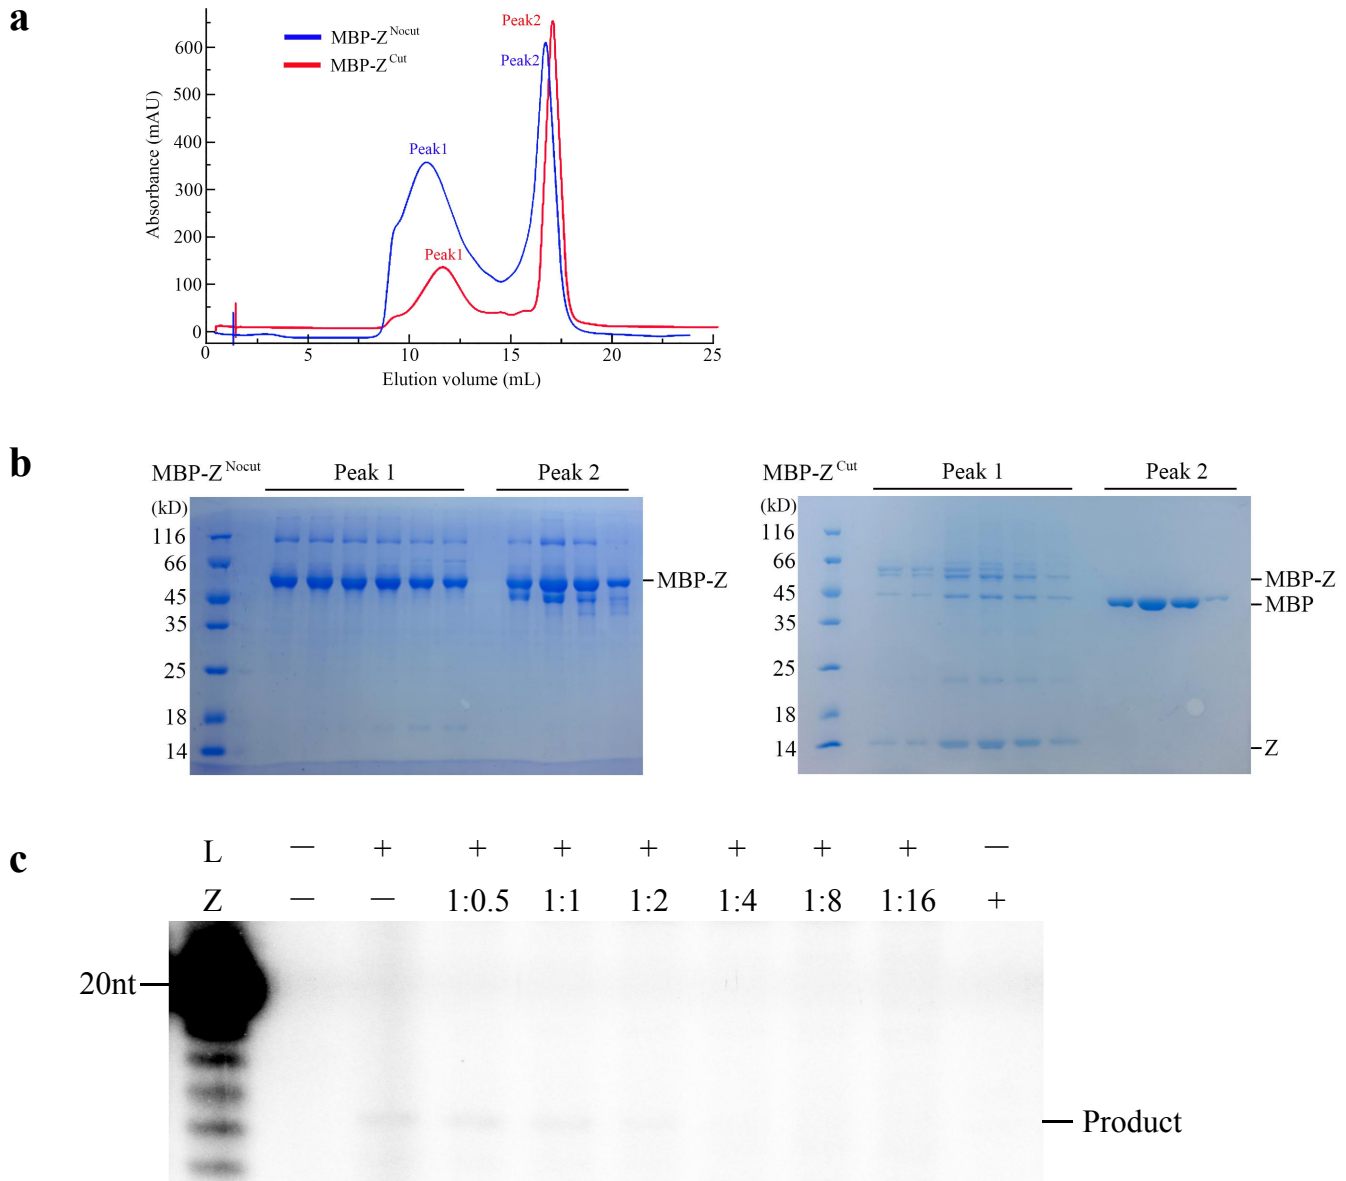 a
MBP-Z^Nocut
MBP-Z^Cut
Peak2
Peak2
Peak1
Peak1
Absorbance (mAU)
600
500
400
300
200
100
0
0 5 10 15 20 25
Elution volume (mL)
b
MBP-Z^Nocut Peak 1 Peak 2
(kD)
116
66
45
35
25
18
14
MBP-Z
MBP-Z^Cut Peak 1 Peak 2
(kD)
116
66
45
35
25
18
14
MBP-Z
MBP
Z
c
L — + + + + + + + —
Z — — 1:0.5 1:1 1:2 1:4 1:8 1:16 +
20nt
Product